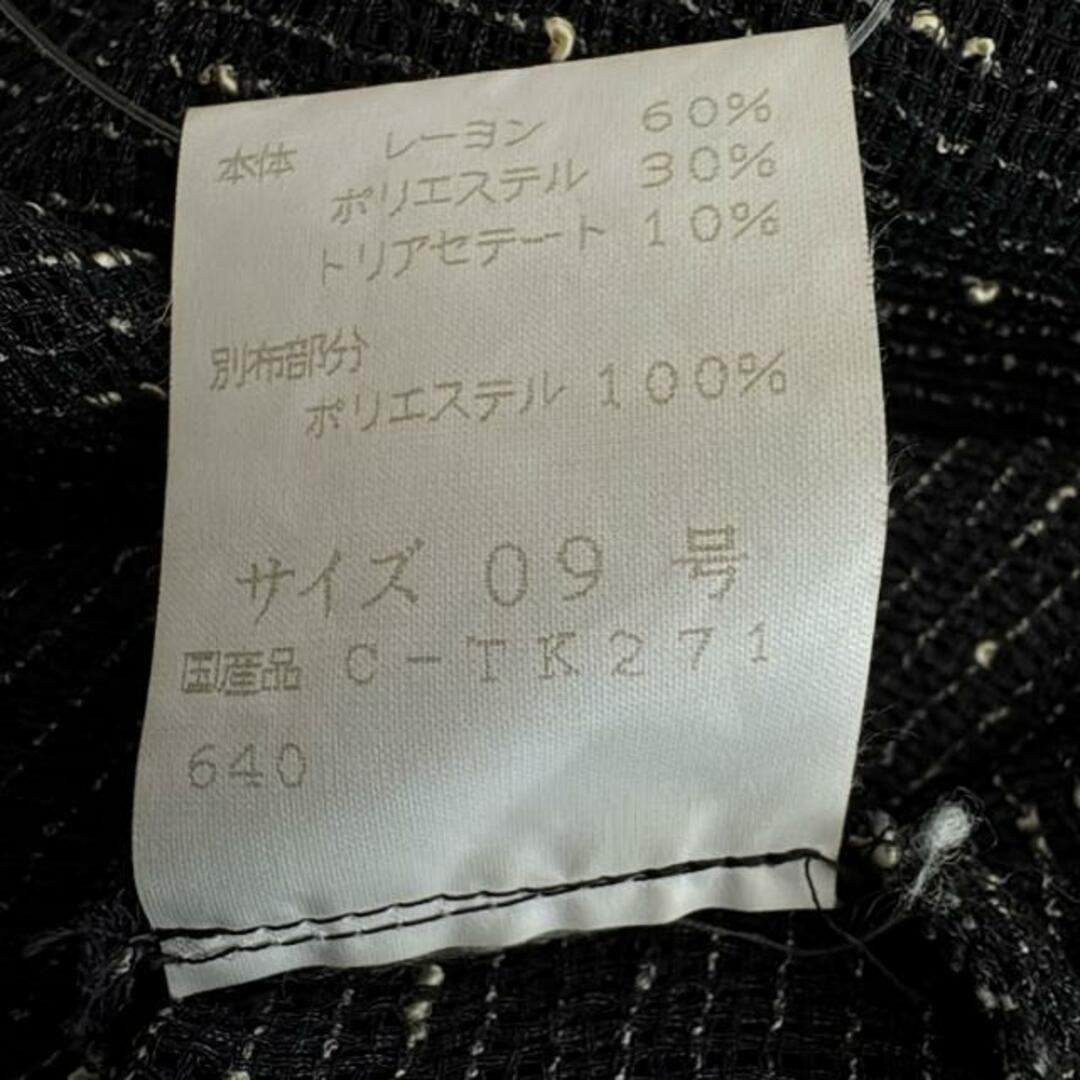 本体 レーヨン 60%
ポリエステル 30%
トリアセテート 10%
別布部分
ポリエステル 100%
サイズ 09 号
国産品 C-TK271
640